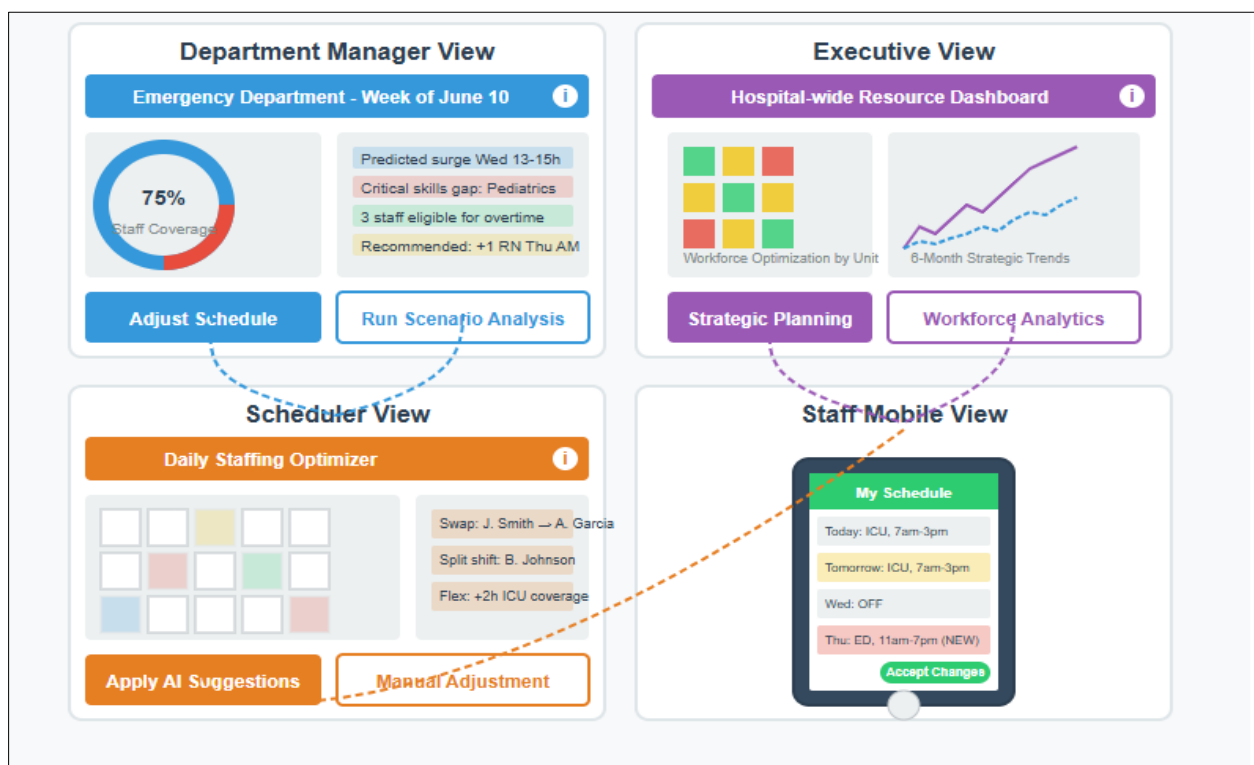 Department Manager View
Emergency Department - Week of June 10
i
75%
Staff Coverage
Predicted surge Wed 13-15h
Critical skills gap: Pediatrics
3 staff eligible for overtime
Recommended: +1 RN Thu AM
Adjust Schedule
Run Scenario Analysis
Executive View
Hospital-wide Resource Dashboard
i
Workforce Optimization by Unit
6-Month Strategic Trends
Strategic Planning
Workforce Analytics
Scheduler View
Daily Staffing Optimizer
i
Swap: J. Smith → A. Garcia
Split shift: B. Johnson
Flex: +2h ICU coverage
Apply AI Suggestions
Manual Adjustment
Staff Mobile View
My Schedule
Today: ICU, 7am-3pm
Tomorrow: ICU, 7am-3pm
Wed: OFF
Thu: ED, 11am-7pm (NEW)
Accept Changes